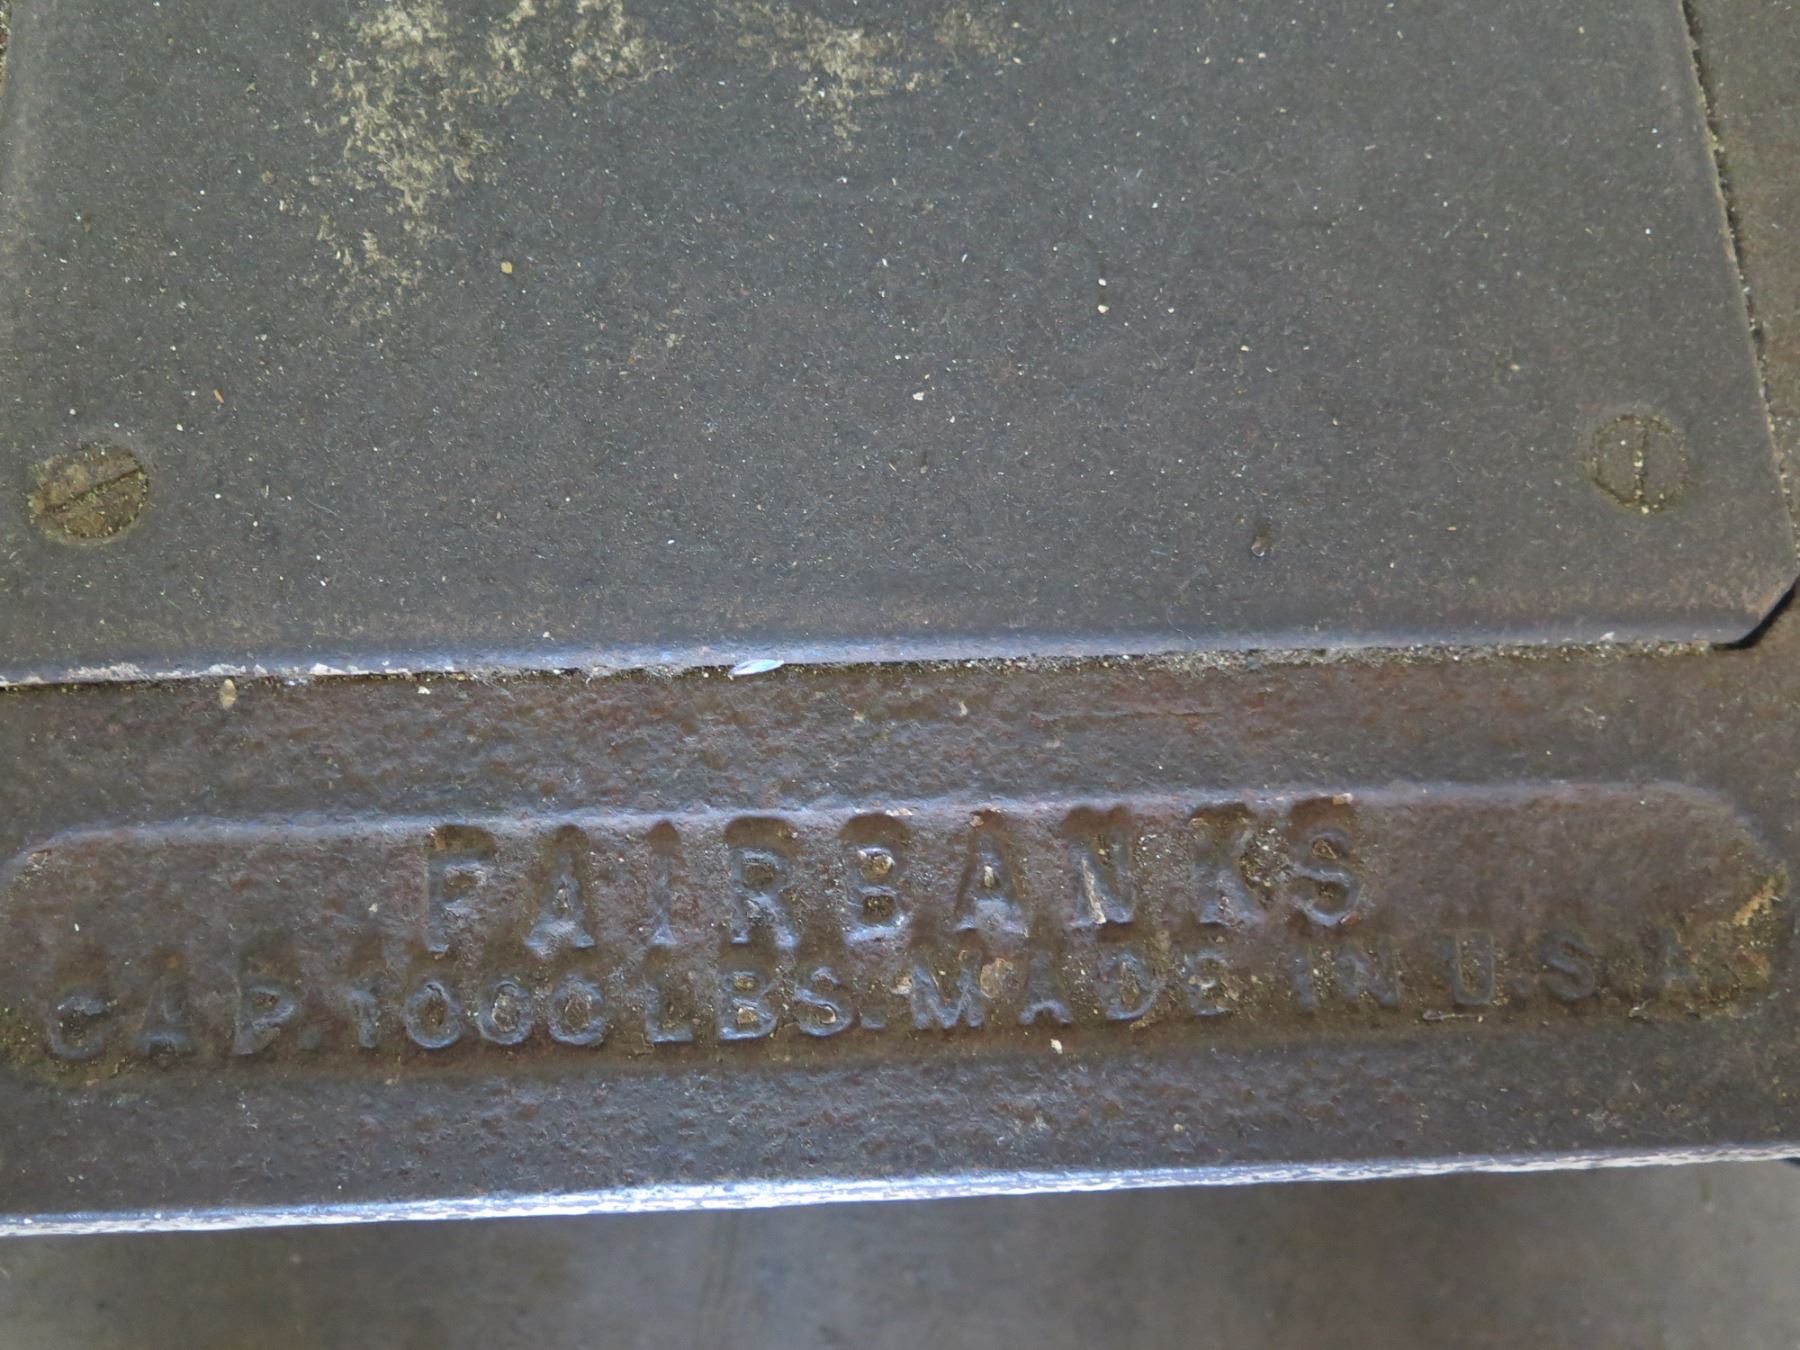 FAIRBANKS
CAP. 1000 LBS. MADE IN U.S.A